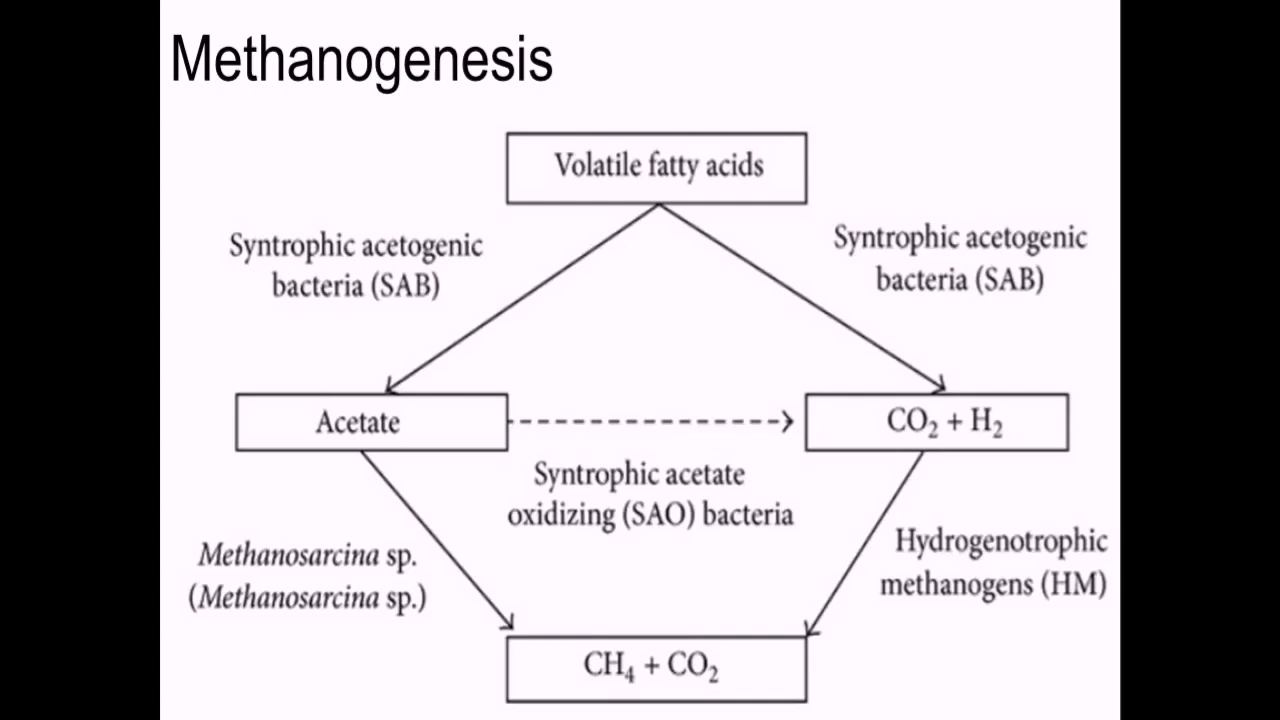 Methanogenesis
Volatile fatty acids
Syntrophic acetogenic
bacteria (SAB)
Syntrophic acetogenic
bacteria (SAB)
Acetate
CO₂ + H₂
Syntrophic acetate
oxidizing (SAO) bacteria
Methanosarcina sp.
(Methanosarcina sp.)
Hydrogenotrophic
methanogens (HM)
CH₄ + CO₂